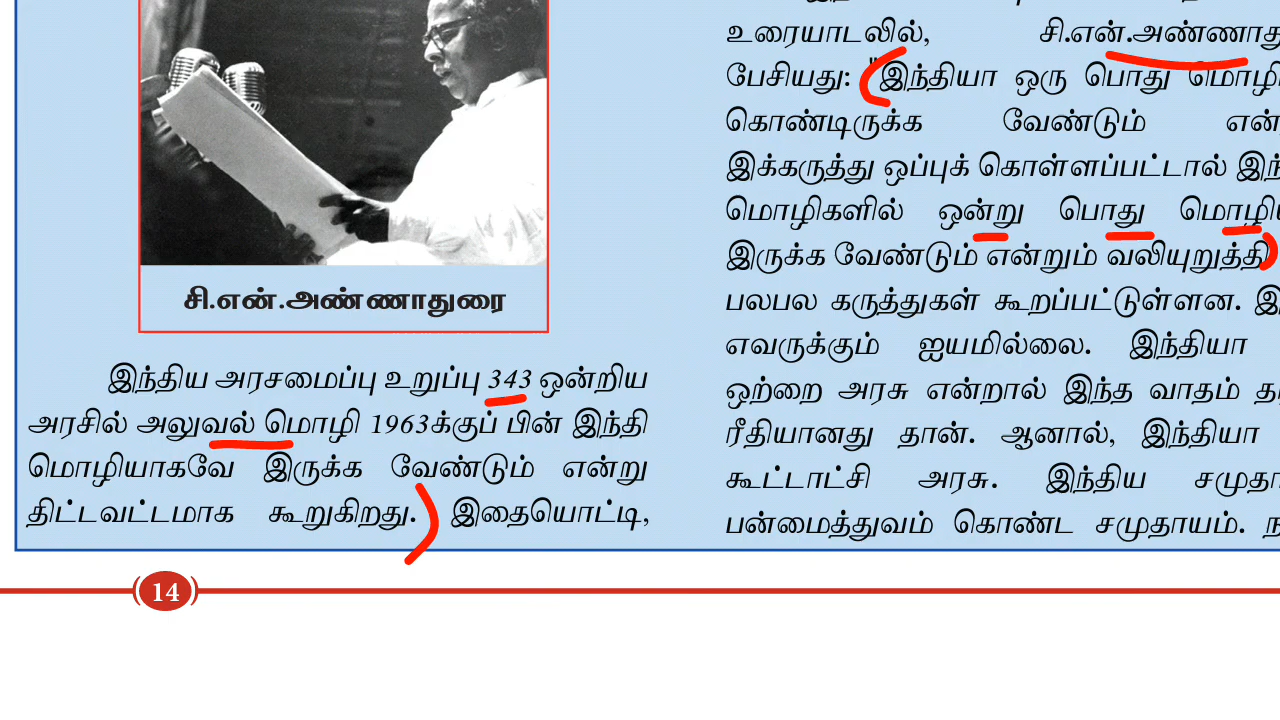 சி.என்.அண்ணாதுரை
இந்திய அரசமைப்பு உறுப்பு 343 ஒன்றிய
அரசில் அலுவல் மொழி 1963க்குப் பின் இந்தி
மொழியாகவே இருக்க வேண்டும் என்று
திட்டவட்டமாக கூறுகிறது. இதையொட்டி,
உரையாடலில், சி.என்.அண்ணாது
பேசியது: "இந்தியா ஒரு பொது மொழி
கொண்டிருக்க வேண்டும் என்
இக்கருத்து ஒப்புக் கொள்ளப்பட்டால் இந்
மொழிகளில் ஒன்று பொது மொழி
இருக்க வேண்டும் என்றும் வலியுறுத்தி
பலபல கருத்துகள் கூறப்பட்டுள்ளன.
எவருக்கும் ஐயமில்லை. இந்தியா
ஒற்றை அரசு என்றால் இந்த வாதம்
ரீதியானது தான். ஆனால், இந்தியா
கூட்டாட்சி அரசு. இந்திய சமுதா
பன்மைத்துவம் கொண்ட சமுதாயம்.
14